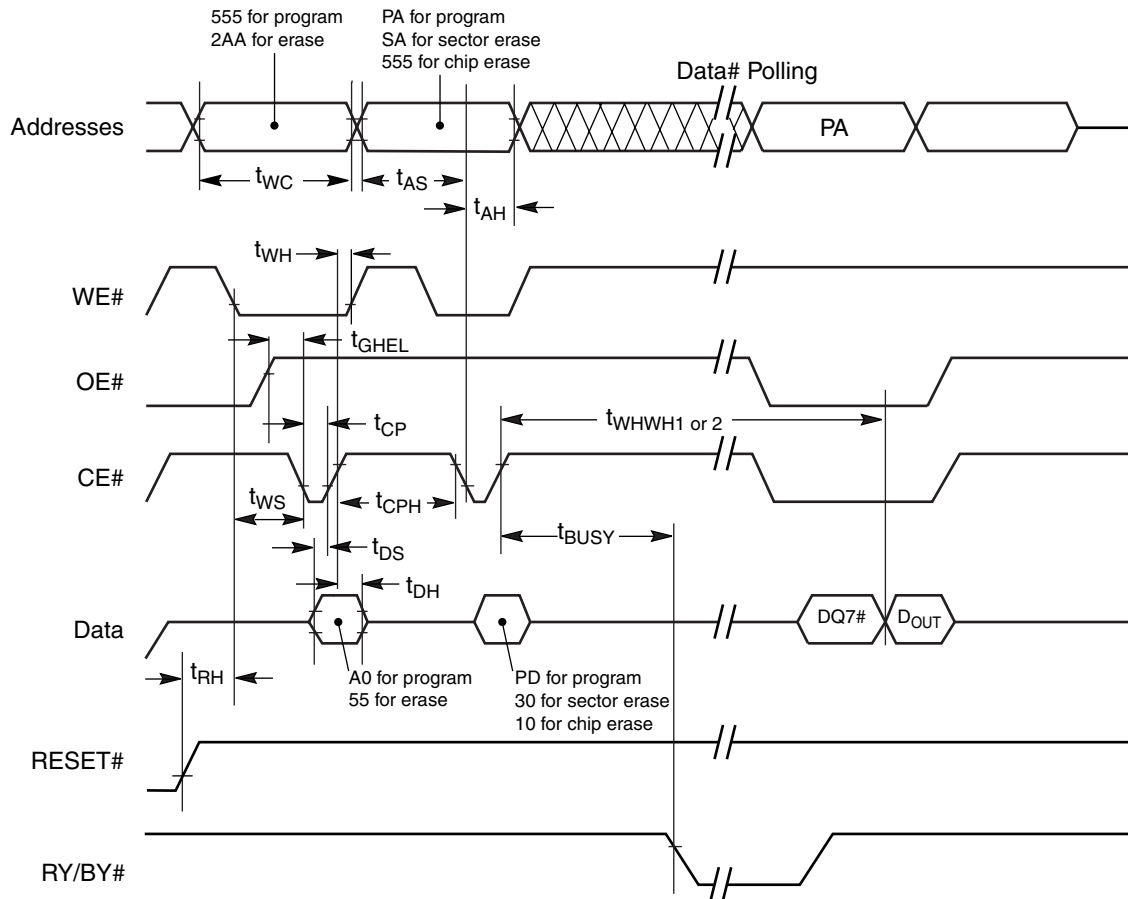 555 for program
2AA for erase
PA for program
SA for sector erase
555 for chip erase
Data# Polling
Addresses
PA
tWC
tAS
tAH
tWH
WE#
tGHEL
OE#
tCP
tWHWH1 or 2
CE#
tWS
tCPH
tBUSY
tDS
tDH
Data
DQ7#
DOUT
tRH
A0 for program
55 for erase
PD for program
30 for sector erase
10 for chip erase
RESET#
RY/BY#